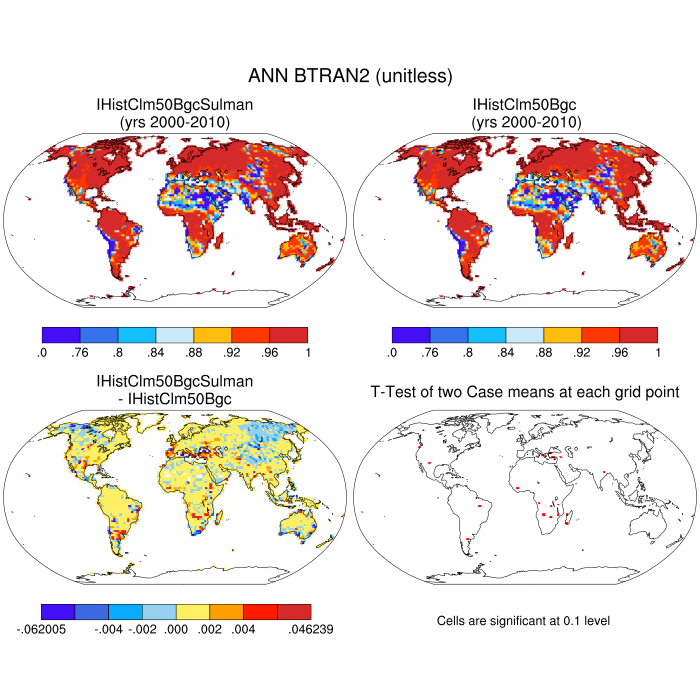 ANN BTRAN2 (unitless)
IHistClm50BgcSulman
(yrs 2000-2010)
IHistClm50Bgc
(yrs 2000-2010)
.0 .76 .8 .84 .88 .92 .96 1
.0 .76 .8 .84 .88 .92 .96 1
IHistClm50BgcSulman
- IHistClm50Bgc
T-Test of two Case means at each grid point
-.062005 -.004 -.002 .000 .002 .004 .046239
Cells are significant at 0.1 level